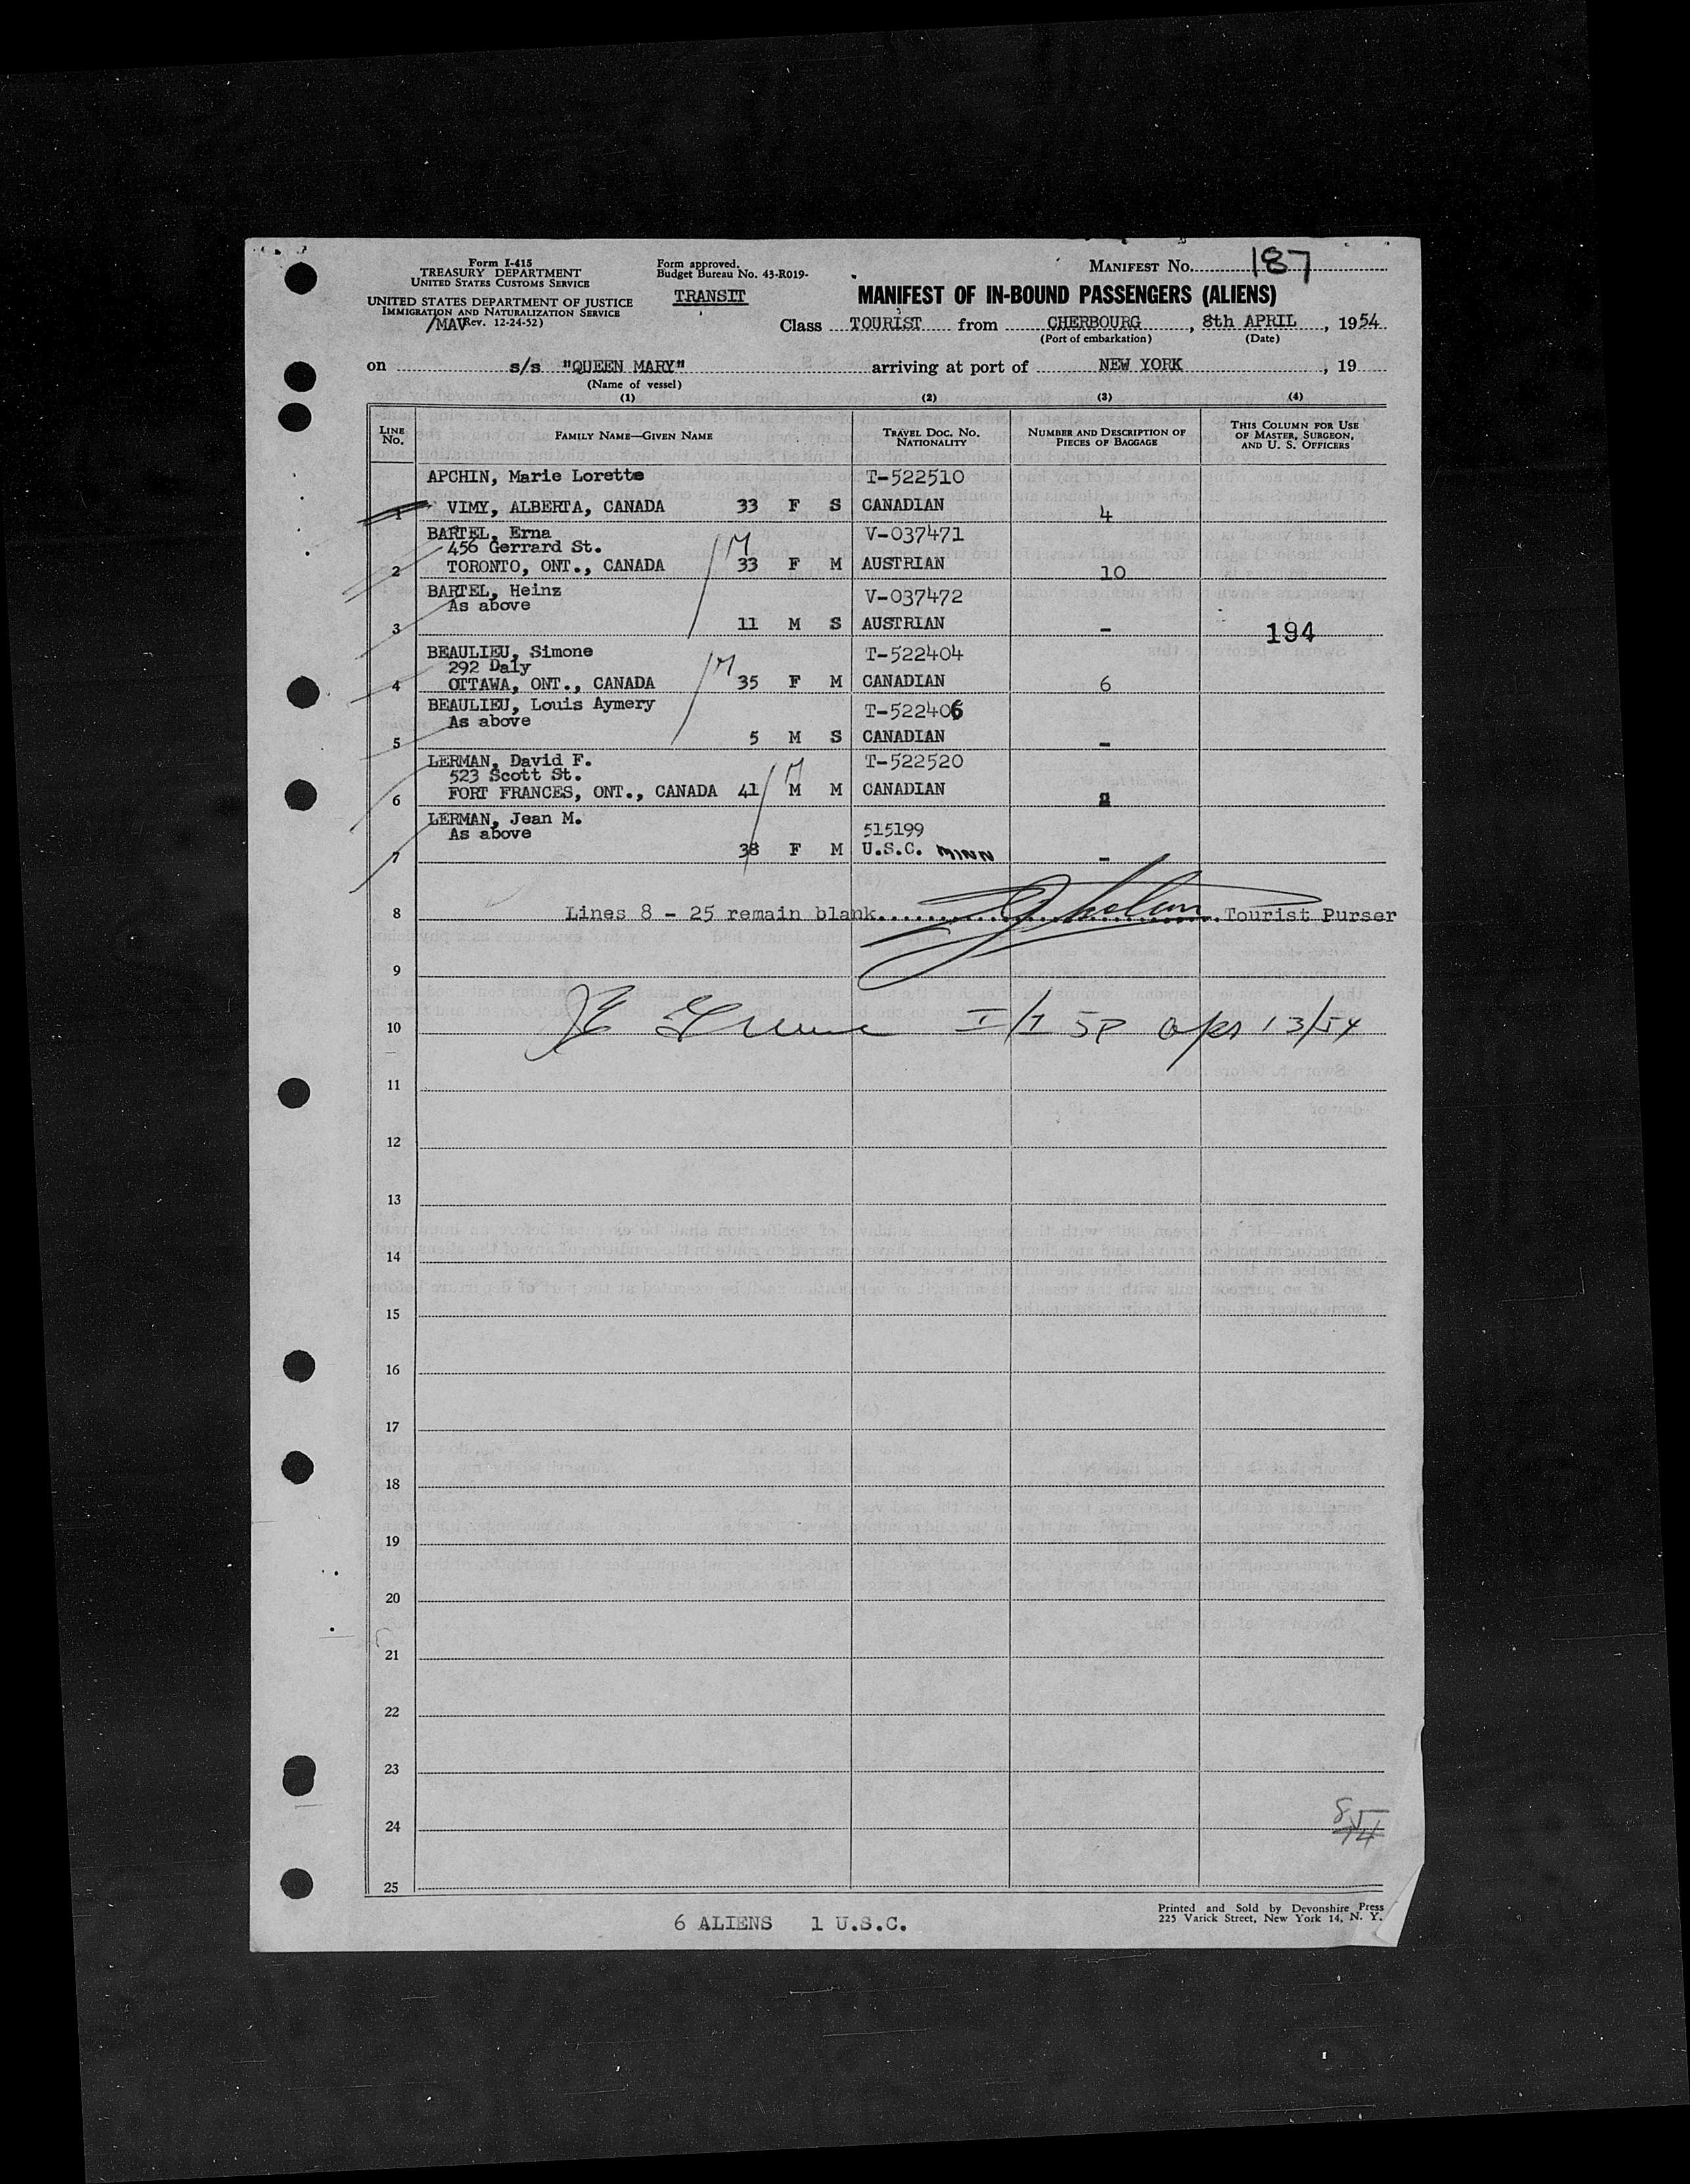 Form I-415
TREASURY DEPARTMENT
UNITED STATES CUSTOMS SERVICE
UNITED STATES DEPARTMENT OF JUSTICE
IMMIGRATION AND NATURALIZATION SERVICE
/MAV Rev. 12-24-52)
Form approved.
Budget Bureau No. 43-R019-
TRANSIT
MANIFEST No. 187
MANIFEST OF IN-BOUND PASSENGERS (ALIENS)
Class TOURIST from CHERBOURG, 8th APRIL, 1954
(Port of embarkation) (Date)
on s/s "QUEEN MARY" arriving at port of NEW YORK, 19
(Name of vessel)
(1) (2) (3) (4)
LINE No. FAMILY NAME—GIVEN NAME TRAVEL DOC. No. NATIONALITY NUMBER AND DESCRIPTION OF PIECES OF BAGGAGE THIS COLUMN FOR USE OF MASTER, SURGEON, AND U. S. OFFICERS
APCHIN, Marie Lorette T-522510
1 VIMY, ALBERTA, CANADA 33 F S CANADIAN 4
BARTEL, Erna V-037471
456 Gerrard St. M
2 TORONTO, ONT., CANADA 33 F M AUSTRIAN 10
BARTEL, Heinz V-037472
As above
3 11 M S AUSTRIAN - 194
BEAULIEU, Simone T-522404
292 Daly M
4 OTTAWA, ONT., CANADA 35 F M CANADIAN 6
BEAULIEU, Louis Aymery T-522406
As above
5 5 M S CANADIAN -
LERMAN, David F. T-522520
523 Scott St. M
6 FORT FRANCES, ONT., CANADA 41 M M CANADIAN
LERMAN, Jean M. 515199
As above
7 38 F M U.S.C. MINN -
8 Lines 8 - 25 remain blank. Tourist Purser
9
10 I/I SP Apr 13/54
11
12
13
14
15
16
17
18
19
20
21
22
23
24
25
6 ALIENS 1 U.S.C.
Printed and Sold by Devonshire Press
225 Varick Street, New York 14, N. Y.